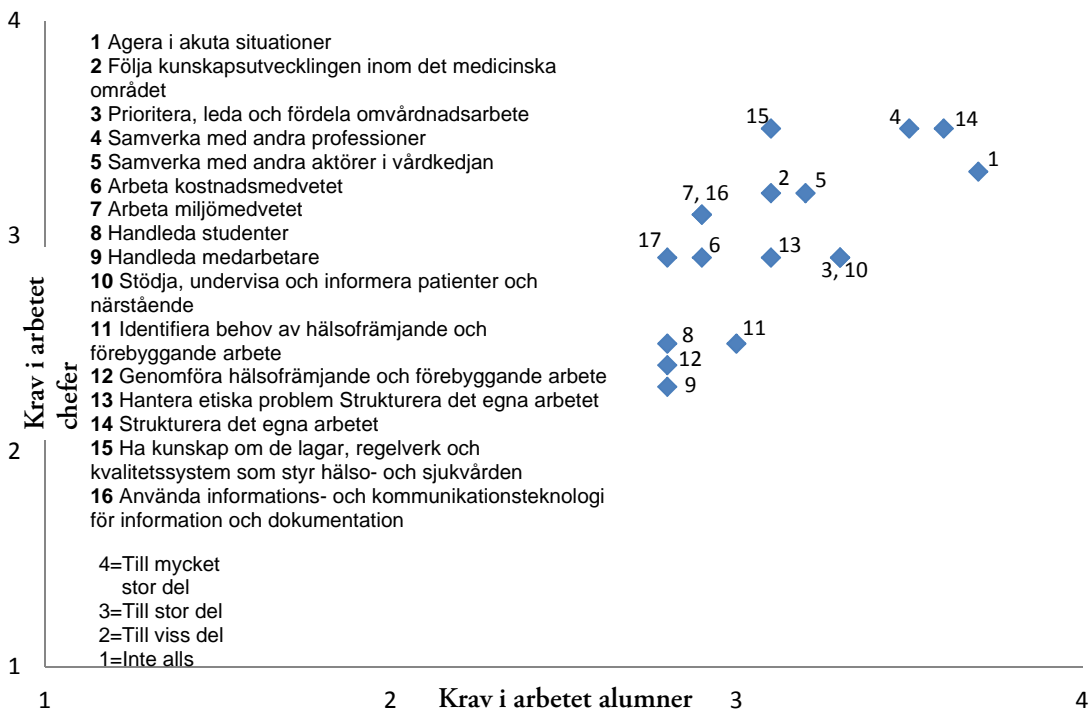 4
1 Agera i akuta situationer
2 Följa kunskapsutvecklingen inom det medicinska
området
3 Prioritera, leda och fördela omvårdnadsarbete
4 Samverka med andra professioner
5 Samverka med andra aktörer i vårdkedjan
6 Arbeta kostnadsmedvetet
7 Arbeta miljömedvetet
8 Handleda studenter
9 Handleda medarbetare
10 Stödja, undervisa och informera patienter och
närstående
11 Identifiera behov av hälsofrämjande och
förebyggande arbete
12 Genomföra hälsofrämjande och förebyggande arbete
13 Hantera etiska problem Strukturera det egna arbetet
14 Strukturera det egna arbetet
15 Ha kunskap om de lagar, regelverk och
kvalitetssystem som styr hälso- och sjukvården
16 Använda informations- och kommunikationsteknologi
för information och dokumentation
4=Till mycket
stor del
3=Till stor del
2=Till viss del
1=Inte alls
3
2
1
Krav i arbetet
chefer
15
4
14
1
7, 16
2
5
17
6
13
3, 10
8
11
12
9
1
2
Krav i arbetet alumner
3
4